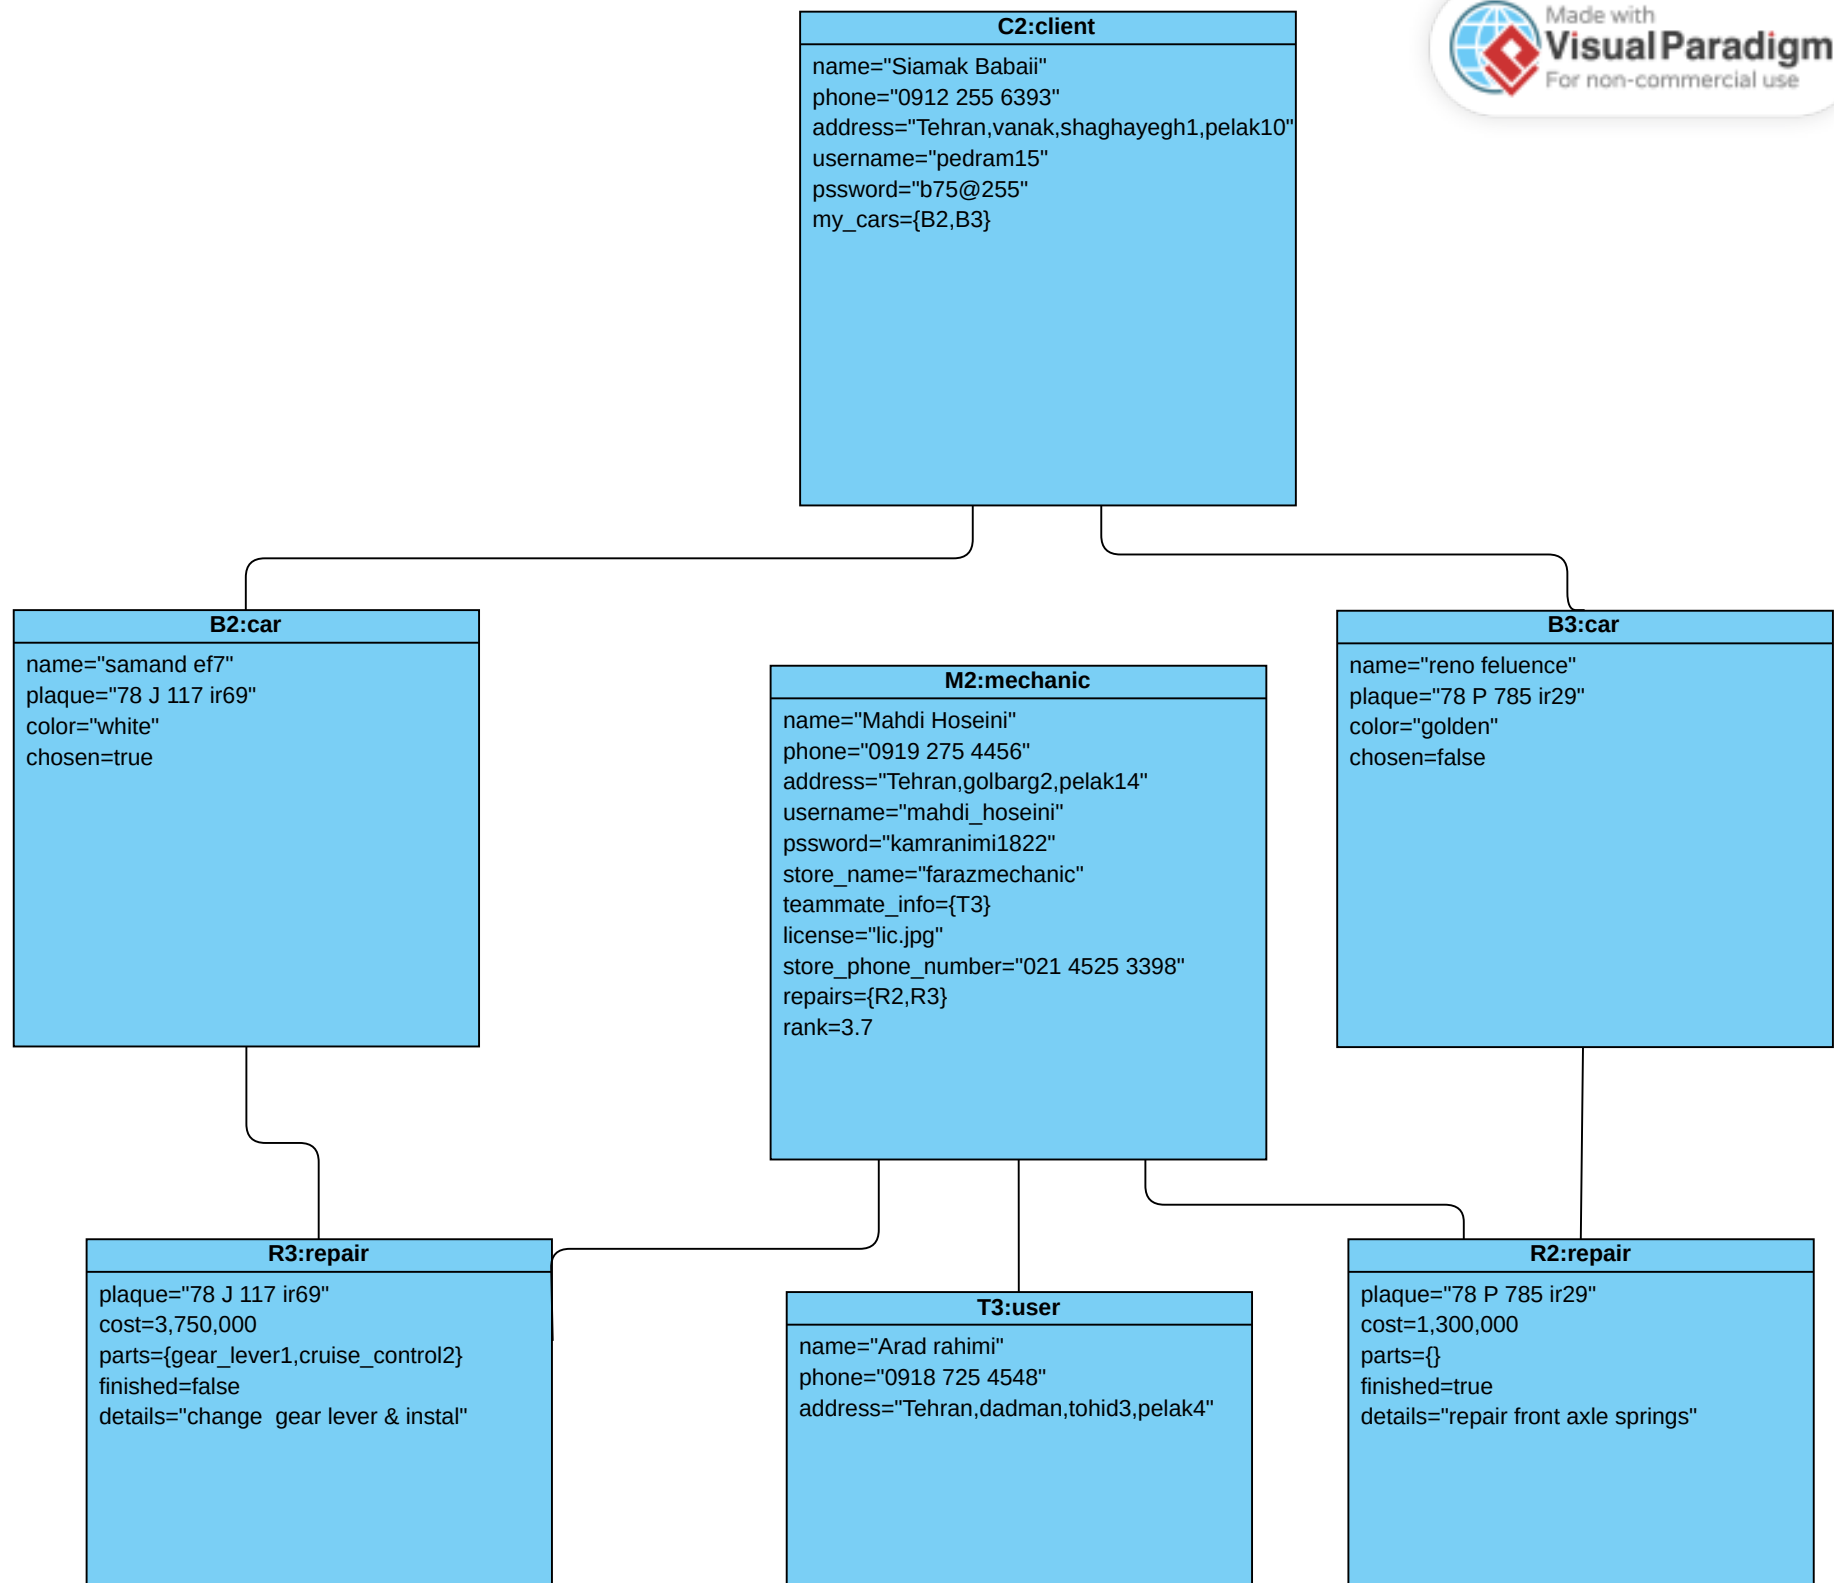 C2:client
name="Siamak Babaii"
phone="0912 255 6393"
address="Tehran,vanak,shaghayegh1,pelak10"
username="pedram15"
pssword="b75@255"
my_cars={B2,B3}
Made with
Visual Paradigm
For non-commercial use
B2:car
name="samand ef7"
plaque="78 J 117 ir69"
color="white"
chosen=true
M2:mechanic
name="Mahdi Hoseini"
phone="0919 275 4456"
address="Tehran,golbarg2,pelak14"
username="mahdi_hoseini"
pssword="kamranimi1822"
store_name="farazmechanic"
teammate_info={T3}
license="lic.jpg"
store_phone_number="021 4525 3398"
repairs={R2,R3}
rank=3.7
B3:car
name="reno feluence"
plaque="78 P 785 ir29"
color="golden"
chosen=false
R3:repair
plaque="78 J 117 ir69"
cost=3,750,000
parts={gear_lever1,cruise_control2}
finished=false
details="change  gear lever & instal"
T3:user
name="Arad rahimi"
phone="0918 725 4548"
address="Tehran,dadman,tohid3,pelak4"
R2:repair
plaque="78 P 785 ir29"
cost=1,300,000
parts={}
finished=true
details="repair front axle springs"